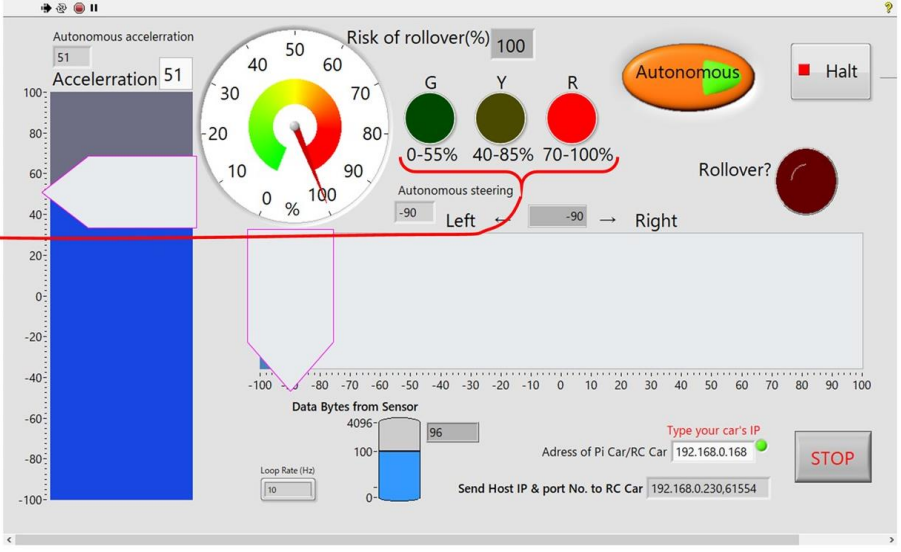 Autonomous accelerration
51
Accelerration 51
Risk of rollover(%) 100
0 10 20 30 40 50 60 70 80 90 100
%
G Y R
0-55% 40-85% 70-100%
Autonomous
Halt
Rollover?
Autonomous steering
-90
Left ← -90 → Right
100
80
60
40
20
0
-20
-40
-60
-80
-100
-100 -80 -70 -60 -50 -40 -30 -20 -10 0 10 20 30 40 50 60 70 80 90 100
Data Bytes from Sensor
4096
100
0
96
Loop Rate (Hz)
10
Type your car's IP
Adress of Pi Car/RC Car 192.168.0.168
Send Host IP & port No. to RC Car 192.168.0.230,61554
STOP